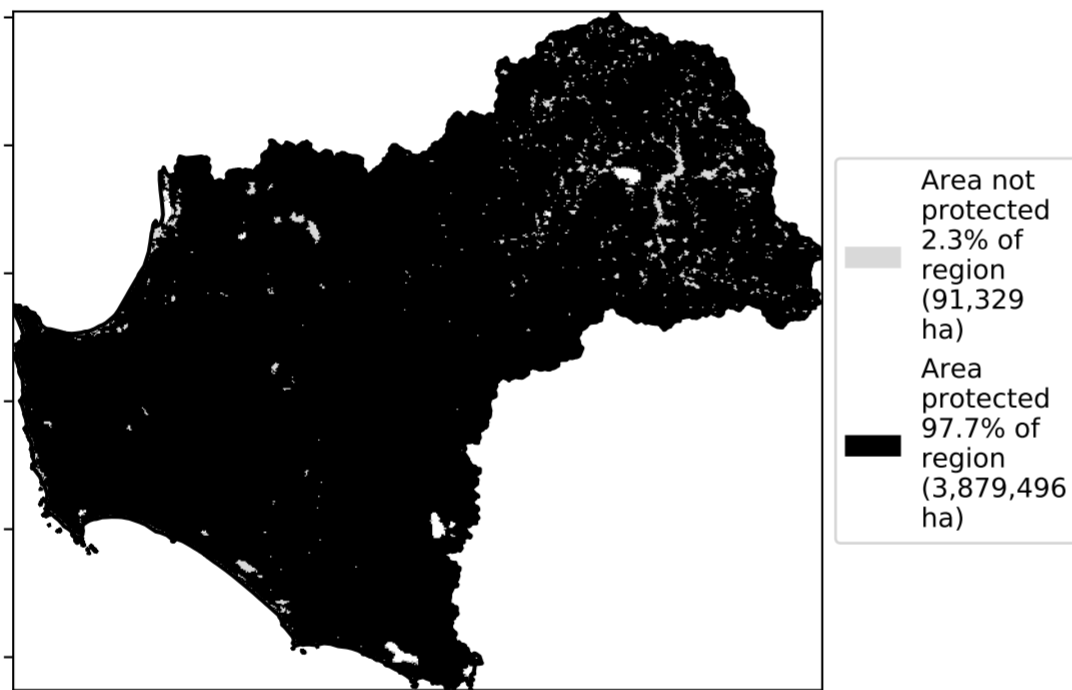 Area not
protected
2.3% of
region
(91,329
ha)
Area
protected
97.7% of
region
(3,879,496
ha)